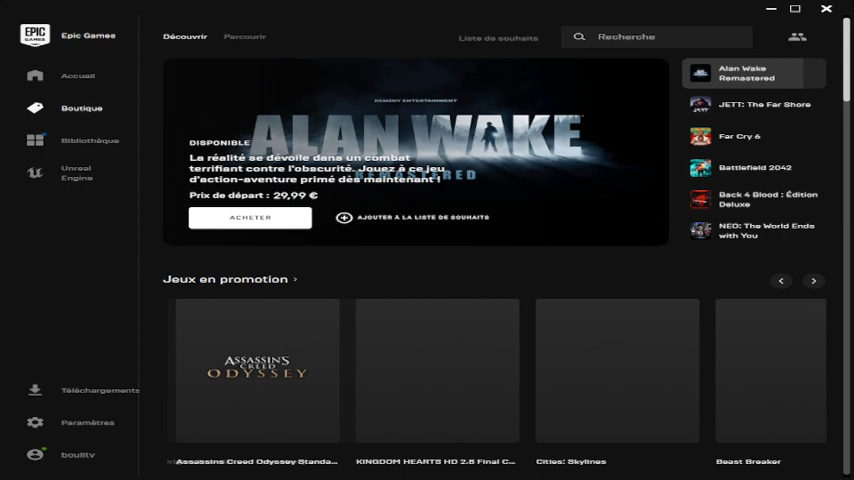 EPIC
GAMES
Epic Games
Découvrir
Parcourir
Liste de souhaits
Recherche
Accueil
Boutique
Bibliothèque
Unreal
Engine
REMEDY ENTERTAINMENT
ALAN WAKE
REMASTERED
DISPONIBLE
La réalité se dévoile dans un combat
terrifiant contre l'obscurité. Jouez à ce jeu
d'action-aventure primé dès maintenant !
Prix de départ : 29,99 €
ACHETER
AJOUTER À LA LISTE DE SOUHAITS
Alan Wake
Remastered
JETT: The Far Shore
Far Cry 6
Battlefield 2042
Back 4 Blood : Édition
Deluxe
NEO: The World Ends
with You
Jeux en promotion >
ASSASSIN'S
CREED
ODYSSEY
Assassins Creed Odyssey Standa...
KINGDOM HEARTS HD 2.8 Final C...
Cities: Skylines
Beast Breaker
Téléchargements
Paramètres
boulltv